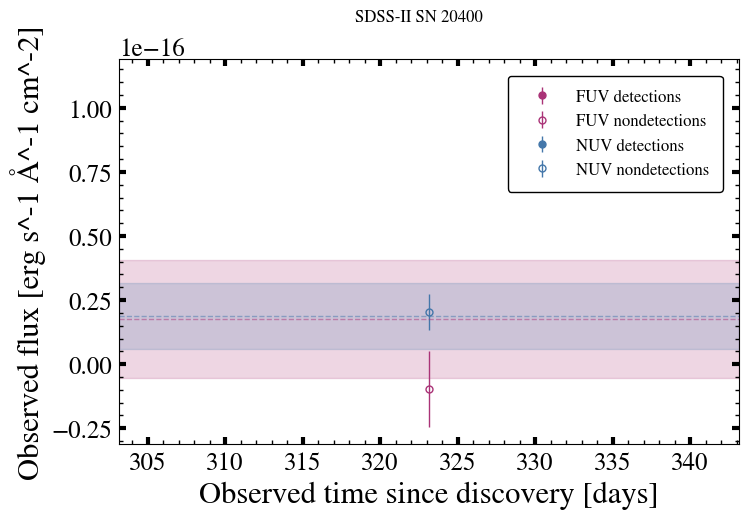 SDSS-II SN 20400
1e−16
Observed flux [erg s^-1 Å^-1 cm^-2]
1.00
0.75
0.50
0.25
0.00
−0.25
FUV detections
FUV nondetections
NUV detections
NUV nondetections
305 310 315 320 325 330 335 340
Observed time since discovery [days]